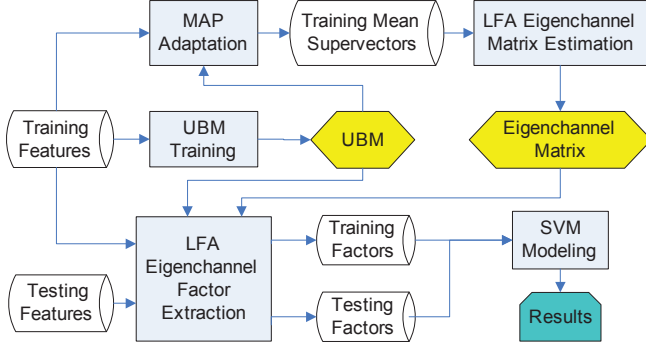 MAP
Adaptation
Training Mean
Supervectors
LFA Eigenchannel
Matrix Estimation
Training
Features
UBM
Training
UBM
Eigenchannel
Matrix
LFA
Eigenchannel
Factor
Extraction
Training
Factors
SVM
Modeling
Testing
Features
Testing
Factors
Results